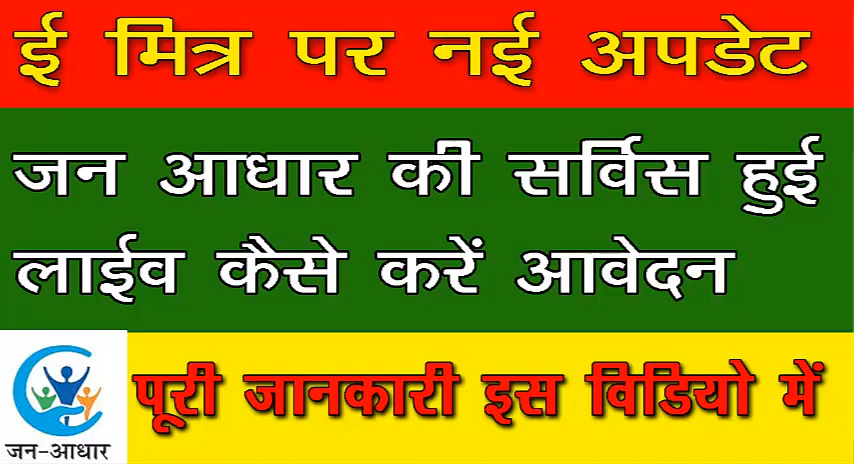 ई मित्र पर नई अपडेट
जन आधार की सर्विस हुई
लाईव कैसे करें आवेदन
पूरी जानकारी इस विडियो में
जन-आधार